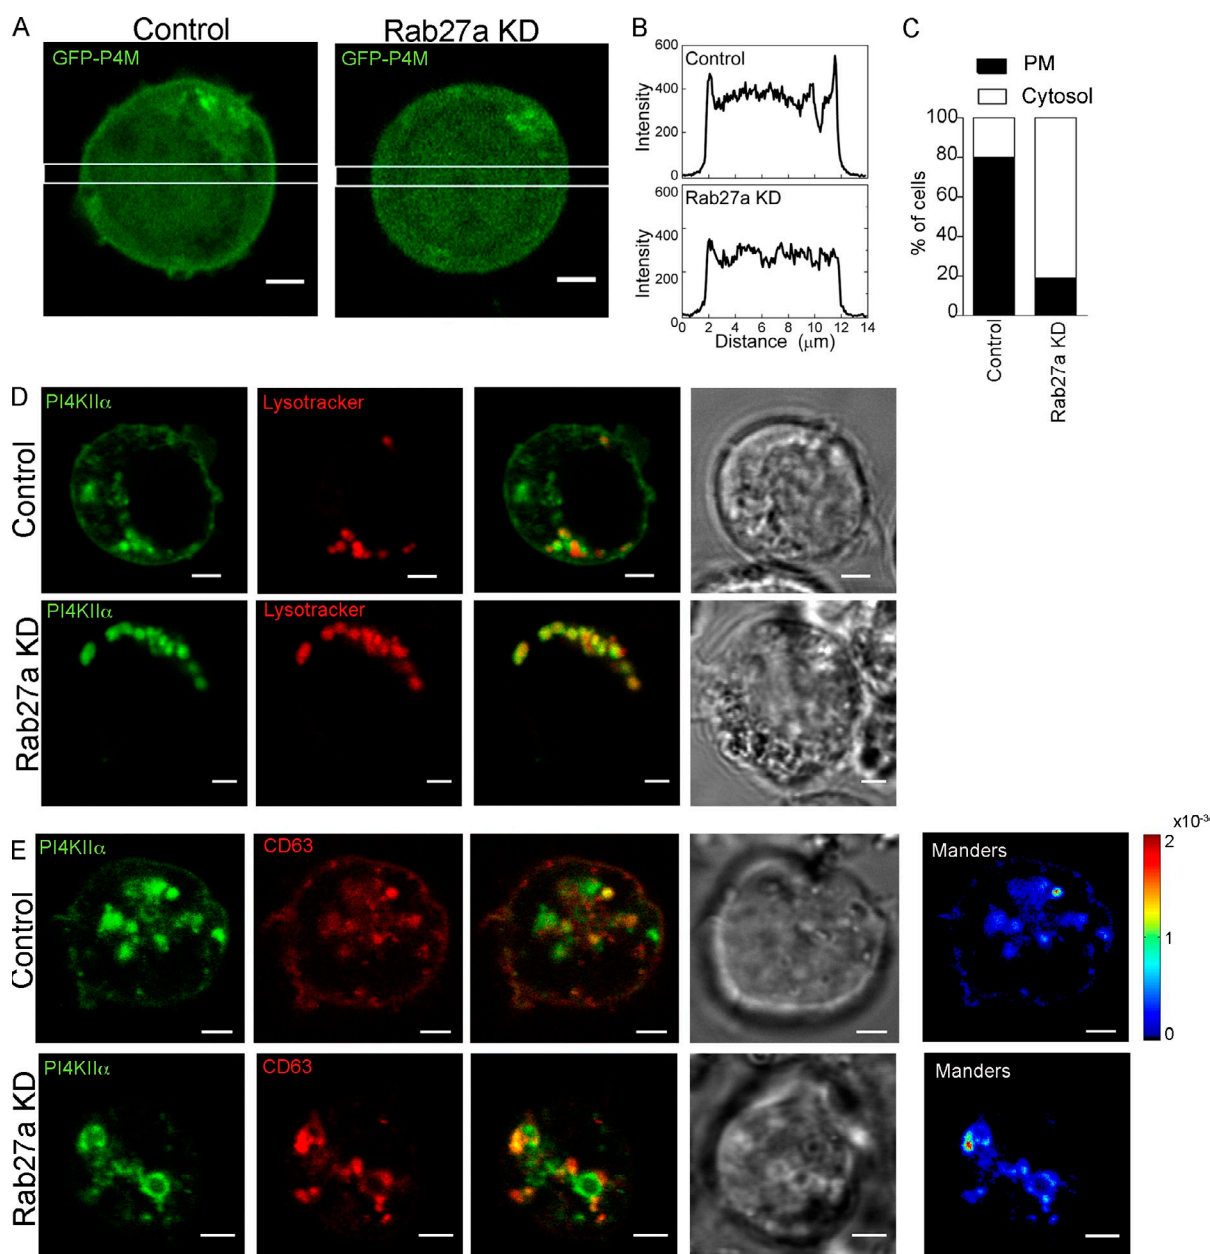 A
Control
Rab27a KD
GFP-P4M
GFP-P4M
B
600
Control
400
200
0
Intensity
600
Rab27a KD
400
200
0
Intensity
0 2 4 6 8 10 12 14
Distance (μm)
C
PM
Cytosol
100
80
60
40
20
0
% of cells
Control
Rab27a KD
D
Control
PI4KIIα
Lysotracker
Rab27a KD
PI4KIIα
Lysotracker
E
Control
PI4KIIα
CD63
Manders
x10⁻³
2
1
0
Rab27a KD
PI4KIIα
CD63
Manders